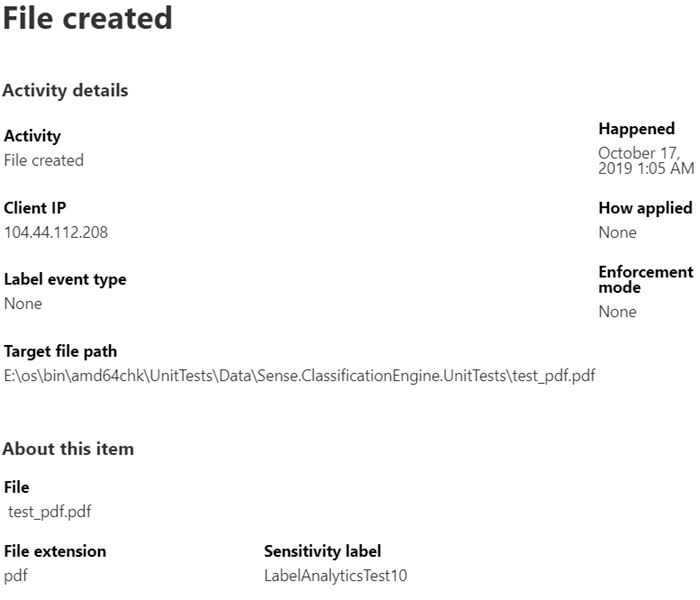 File created
Activity details
Activity
File created
Happened
October 17,
2019 1:05 AM
Client IP
104.44.112.208
How applied
None
Label event type
None
Enforcement
mode
None
Target file path
E:\os\bin\amd64chk\UnitTests\Data\Sense.ClassificationEngine.UnitTests\test_pdf.pdf
About this item
File
test_pdf.pdf
File extension
pdf
Sensitivity label
LabelAnalyticsTest10